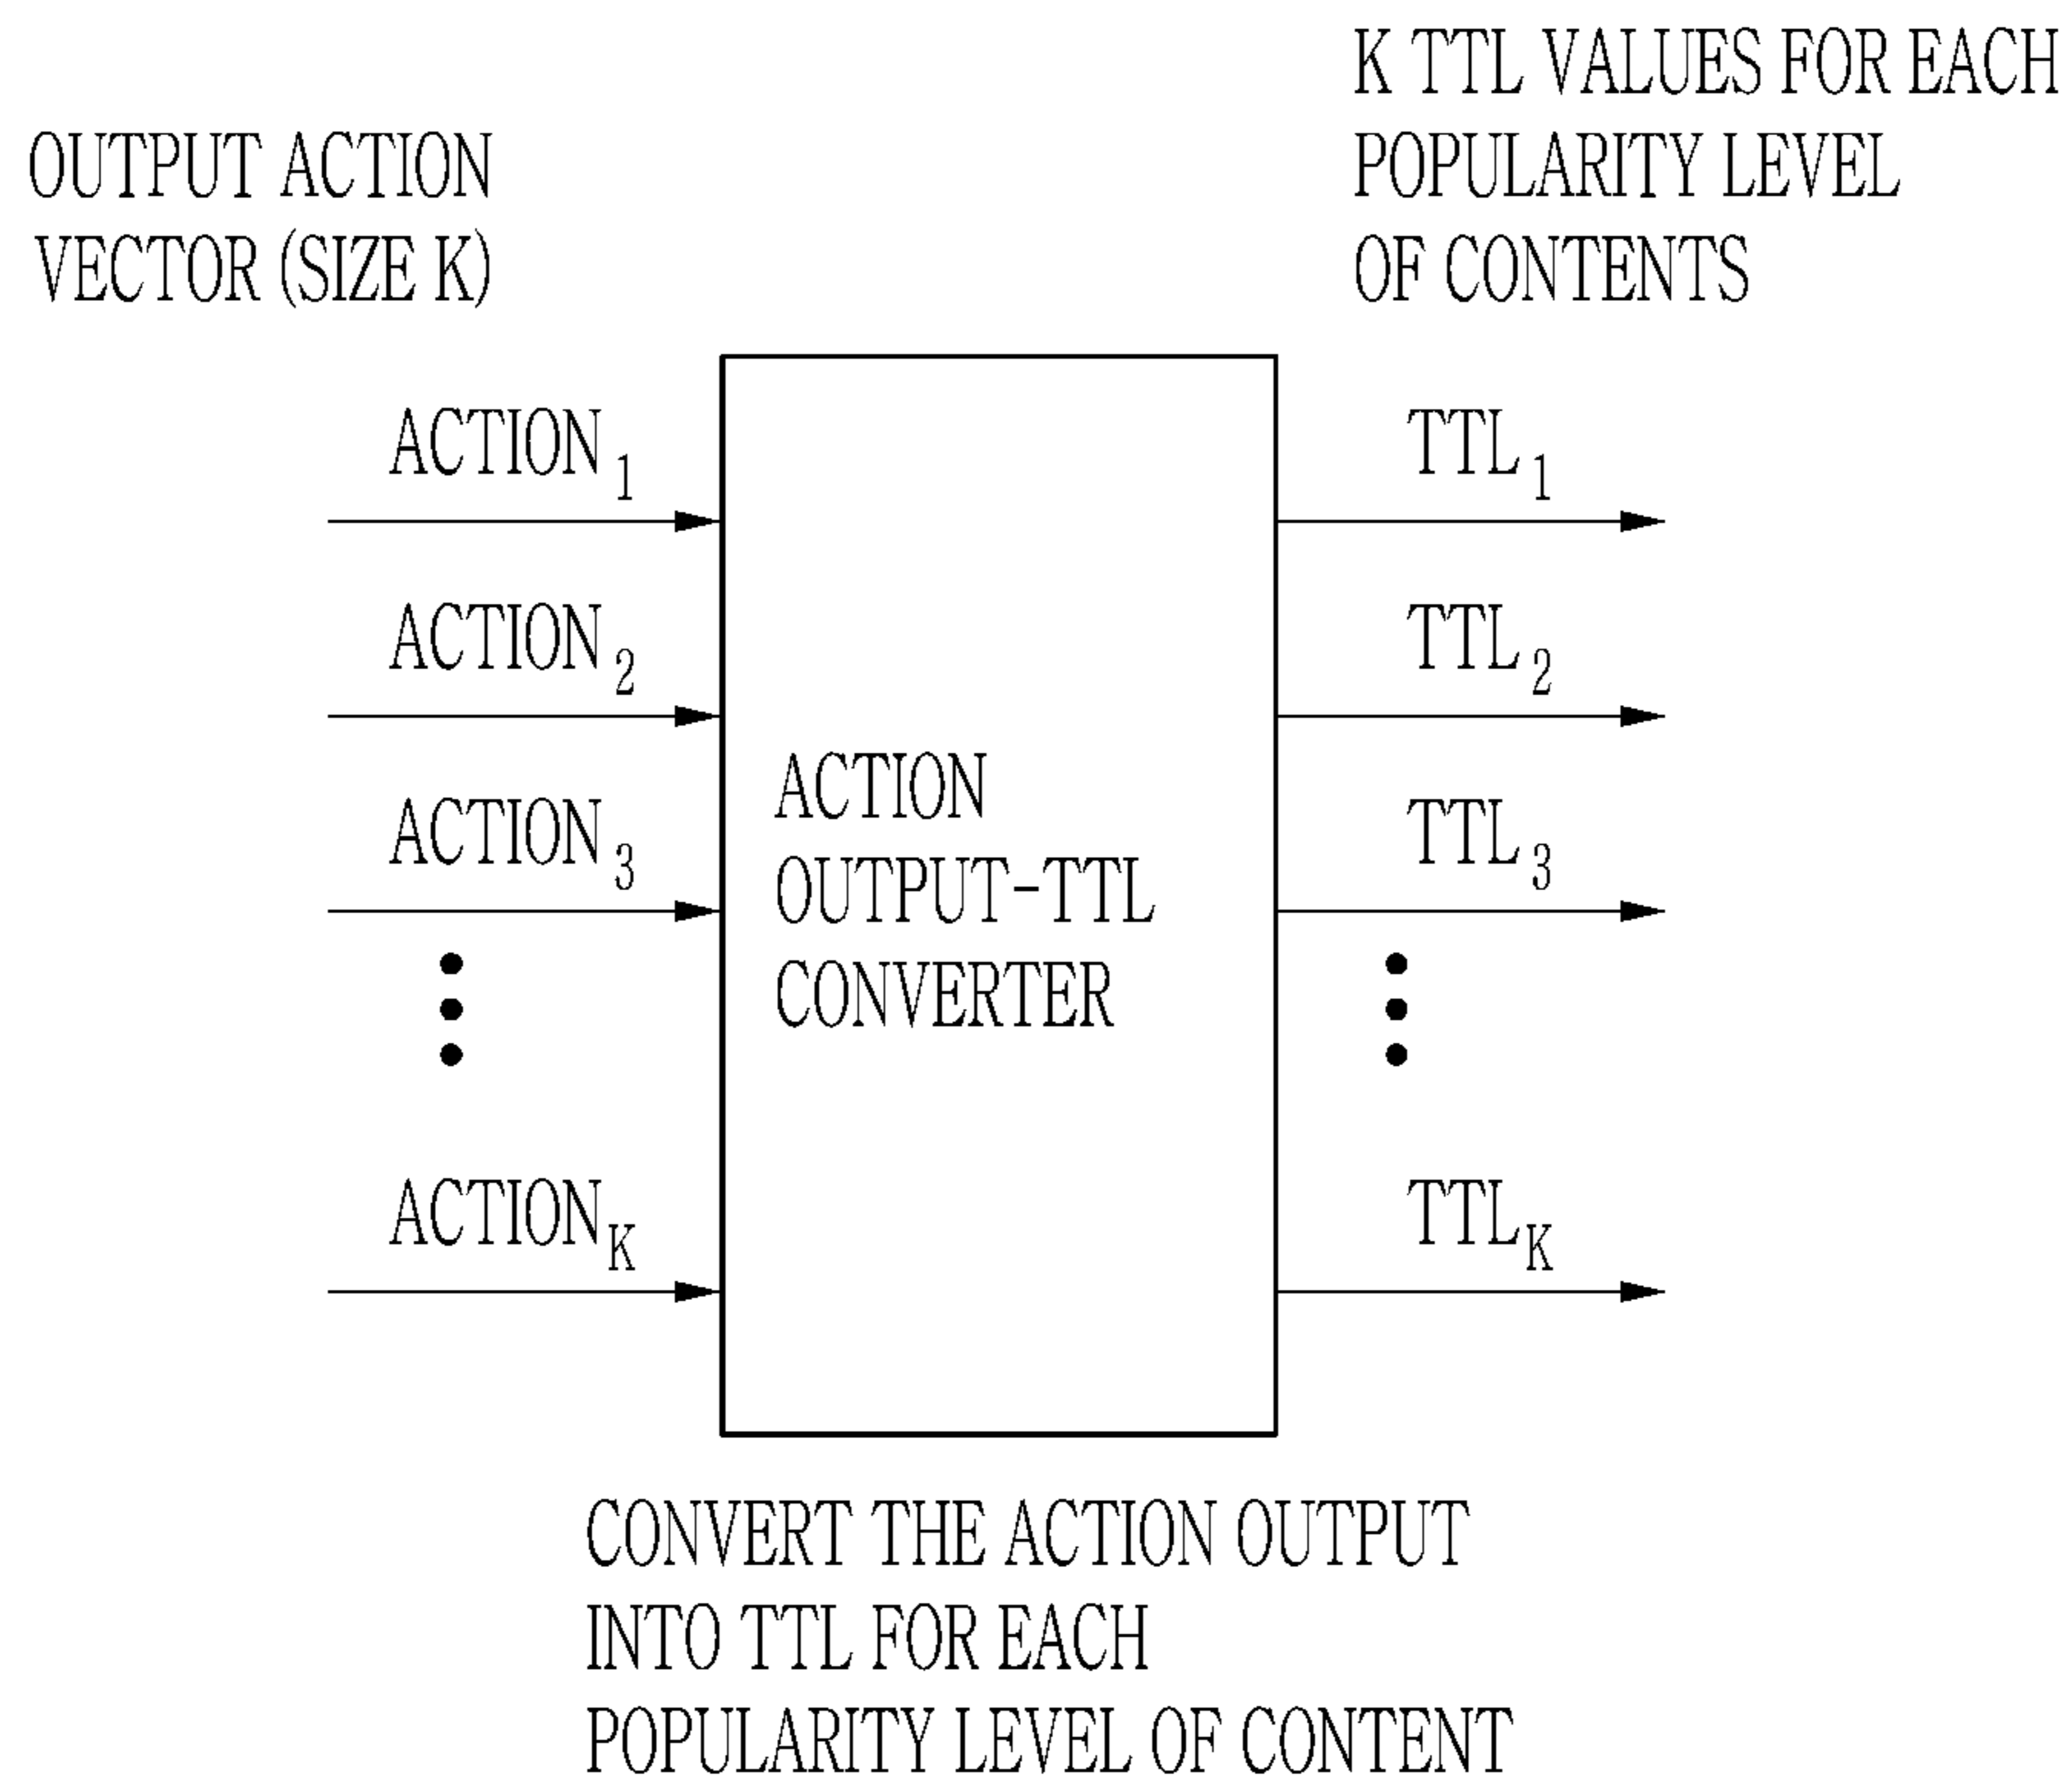 OUTPUT ACTION
VECTOR (SIZE K)
K TTL VALUES FOR EACH
POPULARITY LEVEL
OF CONTENTS
ACTION1
ACTION2
ACTION3
ACTIONK
ACTION
OUTPUT-TTL
CONVERTER
TTL1
TTL2
TTL3
TTLK
CONVERT THE ACTION OUTPUT
INTO TTL FOR EACH
POPULARITY LEVEL OF CONTENT